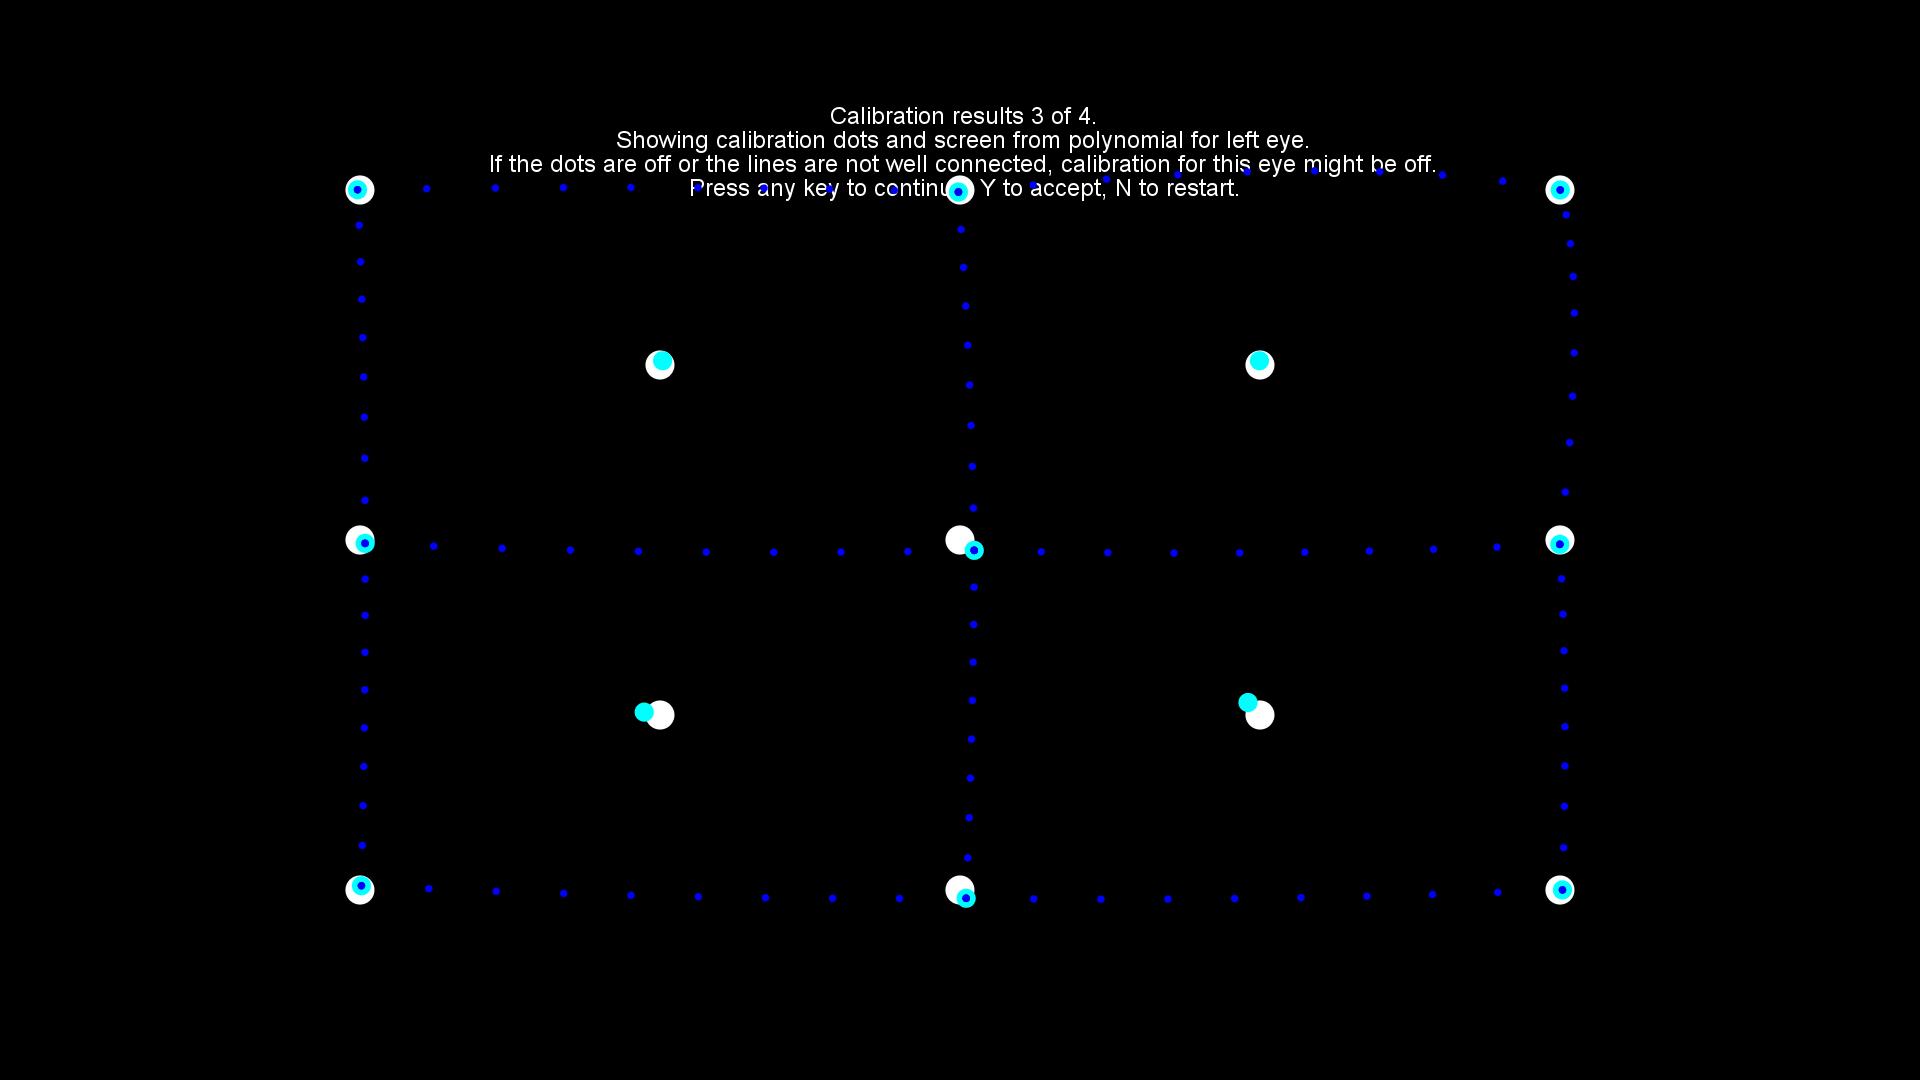 Calibration results 3 of 4.
Showing calibration dots and screen from polynomial for left eye.
If the dots are off or the lines are not well connected, calibration for this eye might be off.
Press any key to continue, Y to accept, N to restart.